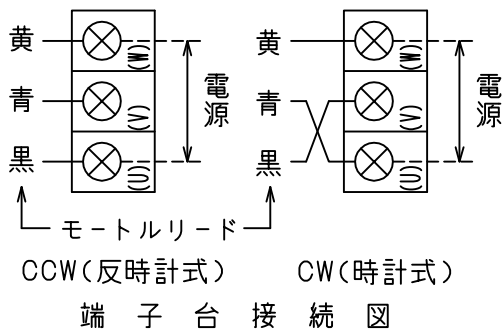 黄 (W) 黄 (W)
青 (V) 電源 青 (V) 電源
黒 (U) 黒 (U)
モートルリード
CCW(反時計式) CW(時計式)
端子台接続図